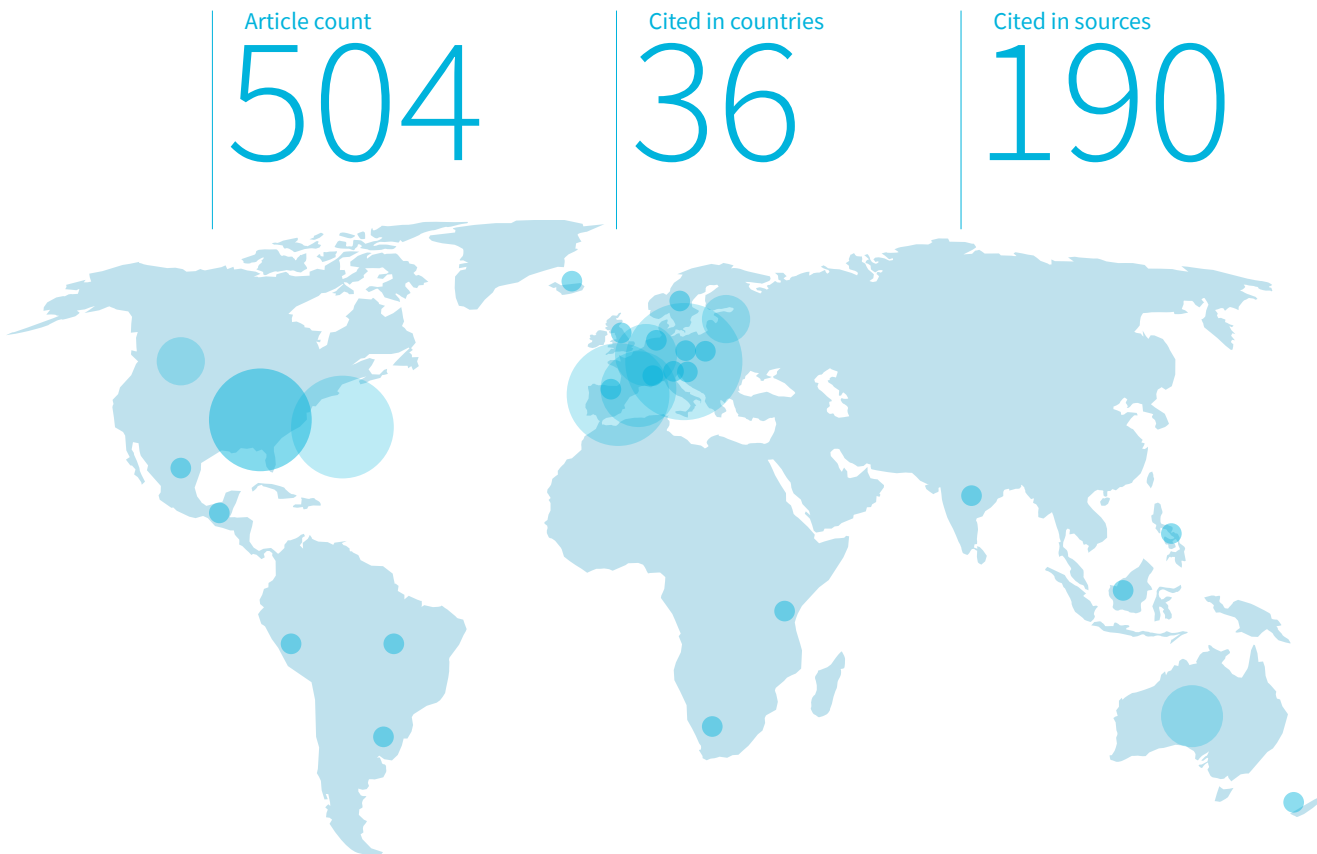 Article count
504
Cited in countries
36
Cited in sources
190